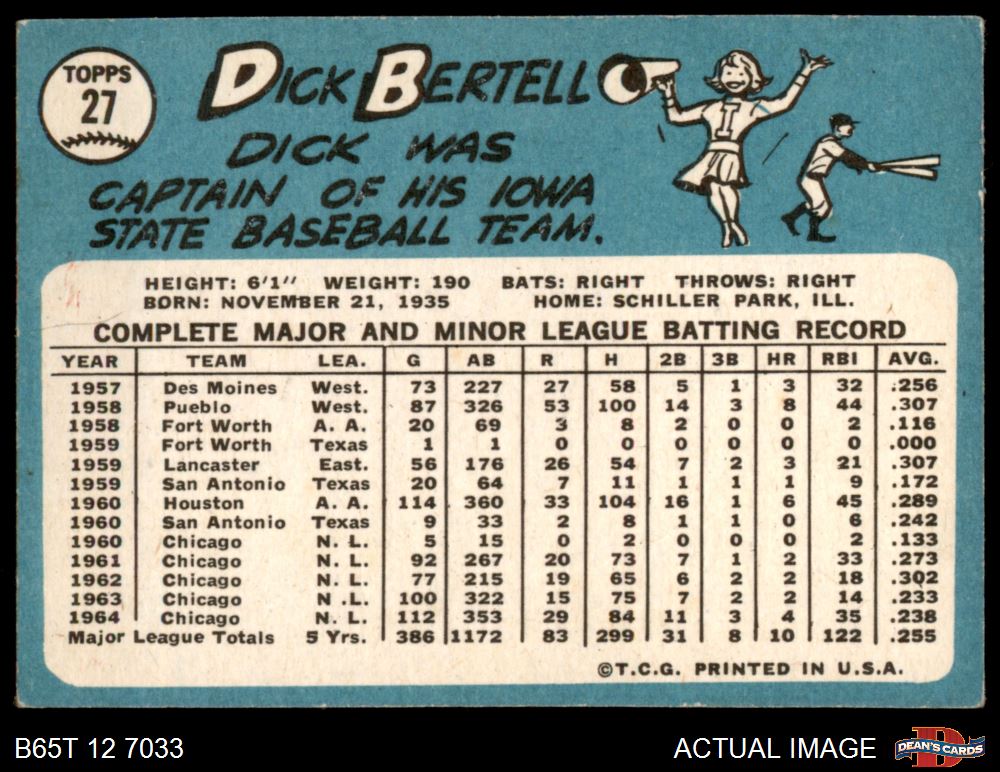 TOPPS
27
DICK BERTELL
DICK WAS
CAPTAIN OF HIS IOWA
STATE BASEBALL TEAM.
I
HEIGHT: 6'1" WEIGHT: 190 BATS: RIGHT THROWS: RIGHT
BORN: NOVEMBER 21, 1935 HOME: SCHILLER PARK, ILL.
COMPLETE MAJOR AND MINOR LEAGUE BATTING RECORD
YEAR TEAM LEA. G AB R H 2B 3B HR RBI AVG.
1957 Des Moines West. 73 227 27 58 5 1 3 32 .256
1958 Pueblo West. 87 326 53 100 14 3 8 44 .307
1958 Fort Worth A. A. 20 69 3 8 2 0 0 2 .116
1959 Fort Worth Texas 1 1 0 0 0 0 0 0 .000
1959 Lancaster East. 56 176 26 54 7 2 3 21 .307
1959 San Antonio Texas 20 64 7 11 1 1 1 9 .172
1960 Houston A. A. 114 360 33 104 16 1 6 45 .289
1960 San Antonio Texas 9 33 2 8 1 1 0 6 .242
1960 Chicago N. L. 5 15 0 2 0 0 0 2 .133
1961 Chicago N. L. 92 267 20 73 7 1 2 33 .273
1962 Chicago N. L. 77 215 19 65 6 2 2 18 .302
1963 Chicago N .L. 100 322 15 75 7 2 2 14 .233
1964 Chicago N. L. 112 353 29 84 11 3 4 35 .238
Major League Totals 5 Yrs. 386 1172 83 299 31 8 10 122 .255
©T.C.G. PRINTED IN U.S.A.
B65T 12 7033 ACTUAL IMAGE
D
DEAN'S CARDS